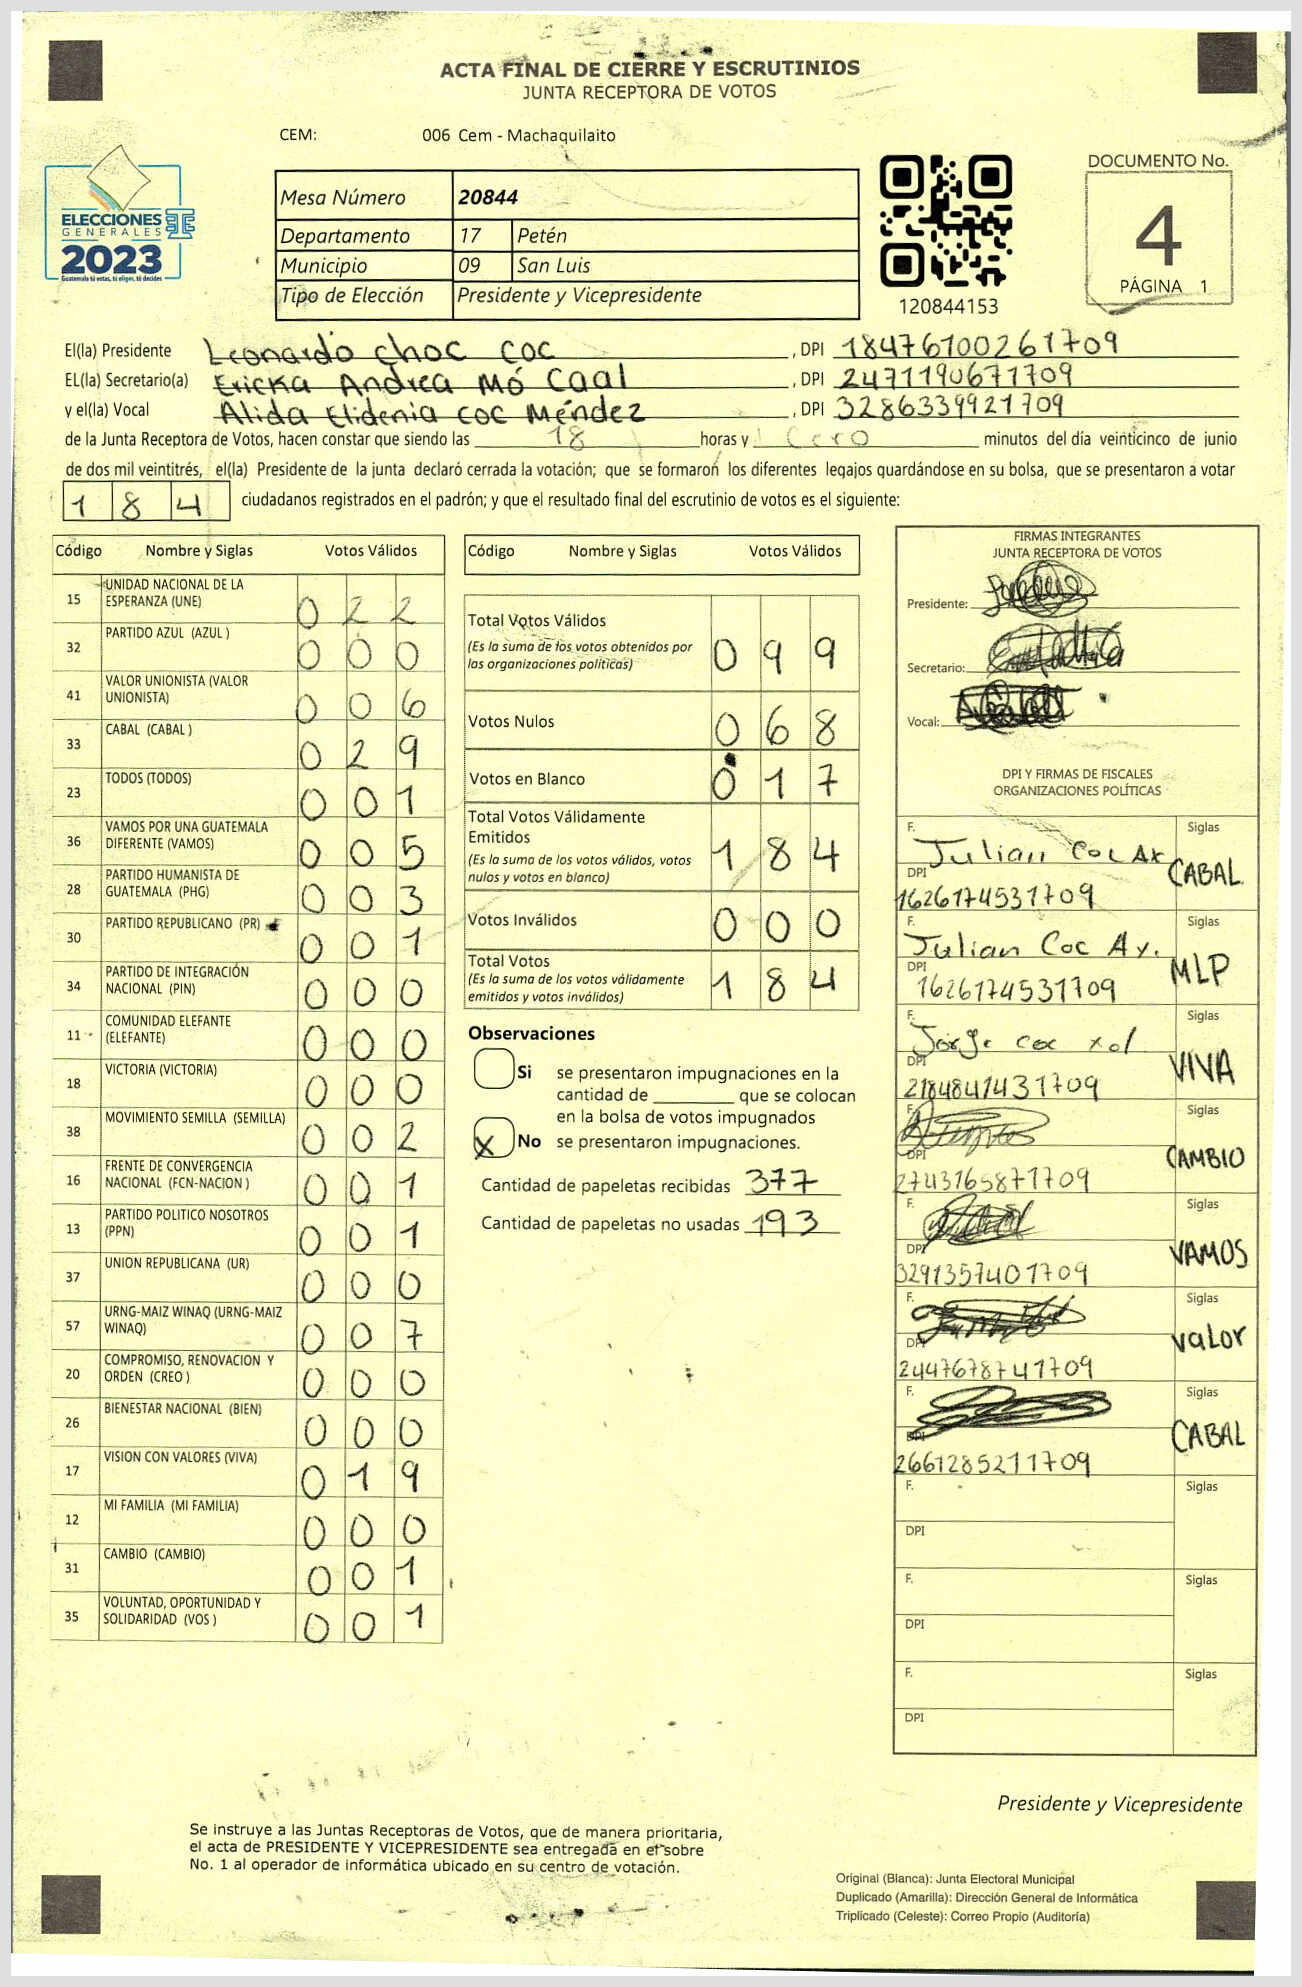 ACTA FINAL DE CIERRE Y ESCRUTINIOS
JUNTA RECEPTORA DE VOTOS
CEM: 006 Cem - Machaquilaito
ELECCIONES
GENERALES
2023
Guatemala tú votas, tú eliges, tú decides
Mesa Número 20844
Departamento 17 Petén
Municipio 09 San Luis
Tipo de Elección Presidente y Vicepresidente
120844153
DOCUMENTO No.
4
PÁGINA 1
El(la) Presidente Leonardo choc coc , DPI 18476100261709
EL(la) Secretario(a) Ericka Andrea Mó Caal , DPI 2471190671709
y el(la) Vocal Alida Elidenia coc Méndez , DPI 3286339921709
de la Junta Receptora de Votos, hacen constar que siendo las 18 horas y Cero minutos del día veinticinco de junio
de dos mil veintitrés, el(la) Presidente de la junta declaró cerrada la votación; que se formaron los diferentes legajos quardándose en su bolsa, que se presentaron a votar
1 8 4 ciudadanos registrados en el padrón; y que el resultado final del escrutinio de votos es el siguiente:
Código Nombre y Siglas Votos Válidos
15 UNIDAD NACIONAL DE LA ESPERANZA (UNE) 0 2 2
32 PARTIDO AZUL (AZUL ) 0 0 0
41 VALOR UNIONISTA (VALOR UNIONISTA) 0 0 6
33 CABAL (CABAL ) 0 2 9
23 TODOS (TODOS) 0 0 1
36 VAMOS POR UNA GUATEMALA DIFERENTE (VAMOS) 0 0 5
28 PARTIDO HUMANISTA DE GUATEMALA (PHG) 0 0 3
30 PARTIDO REPUBLICANO (PR) 0 0 1
34 PARTIDO DE INTEGRACIÓN NACIONAL (PIN) 0 0 0
11 COMUNIDAD ELEFANTE (ELEFANTE) 0 0 0
18 VICTORIA (VICTORIA) 0 0 0
38 MOVIMIENTO SEMILLA (SEMILLA) 0 0 2
16 FRENTE DE CONVERGENCIA NACIONAL (FCN-NACION ) 0 0 1
13 PARTIDO POLITICO NOSOTROS (PPN) 0 0 1
37 UNION REPUBLICANA (UR) 0 0 0
57 URNG-MAIZ WINAQ (URNG-MAIZ WINAQ) 0 0 7
20 COMPROMISO, RENOVACION Y ORDEN (CREO ) 0 0 0
26 BIENESTAR NACIONAL (BIEN) 0 0 0
17 VISION CON VALORES (VIVA) 0 1 9
12 MI FAMILIA (MI FAMILIA) 0 0 0
31 CAMBIO (CAMBIO) 0 0 1
35 VOLUNTAD, OPORTUNIDAD Y SOLIDARIDAD (VOS ) 0 0 1
Código Nombre y Siglas Votos Válidos
Total Votos Válidos 0 9 9
(Es la suma de los votos obtenidos por
las organizaciones políticas)
Votos Nulos 0 6 8
Votos en Blanco 0 1 7
Total Votos Válidamente
Emitidos 1 8 4
(Es la suma de los votos válidos, votos
nulos y votos en blanco)
Votos Inválidos 0 0 0
Total Votos 1 8 4
(Es la suma de los votos válidamente
emitidos y votos inválidos)
Observaciones
Si se presentaron impugnaciones en la
cantidad de ________ que se colocan
en la bolsa de votos impugnados
X No se presentaron impugnaciones.
Cantidad de papeletas recibidas 377
Cantidad de papeletas no usadas 193
FIRMAS INTEGRANTES
JUNTA RECEPTORA DE VOTOS
Presidente:
Secretario:
Vocal:
DPI Y FIRMAS DE FISCALES
ORGANIZACIONES POLÍTICAS
F. Julian Coc Ax Siglas
DPI 1626174531709 CABAL
F. Julian Coc Ay. Siglas
DPI 1626174531709 MLP
F. Jorge coc xol Siglas
DPI 2184841431709 VIVA
F. Siglas
DPI 2743165871709 CAMBIO
F. Siglas
DPI 3291357401709 VAMOS
F. Siglas
DPI 2447678741709 valor
F. Siglas
DPI 2661285211709 CABAL
F. Siglas
DPI
F. Siglas
DPI
F. Siglas
DPI
Presidente y Vicepresidente
Se instruye a las Juntas Receptoras de Votos, que de manera prioritaria,
el acta de PRESIDENTE Y VICEPRESIDENTE sea entregada en el sobre
No. 1 al operador de informática ubicado en su centro de votación.
Original (Blanca): Junta Electoral Municipal
Duplicado (Amarilla): Dirección General de Informática
Triplicado (Celeste): Correo Propio (Auditoría)